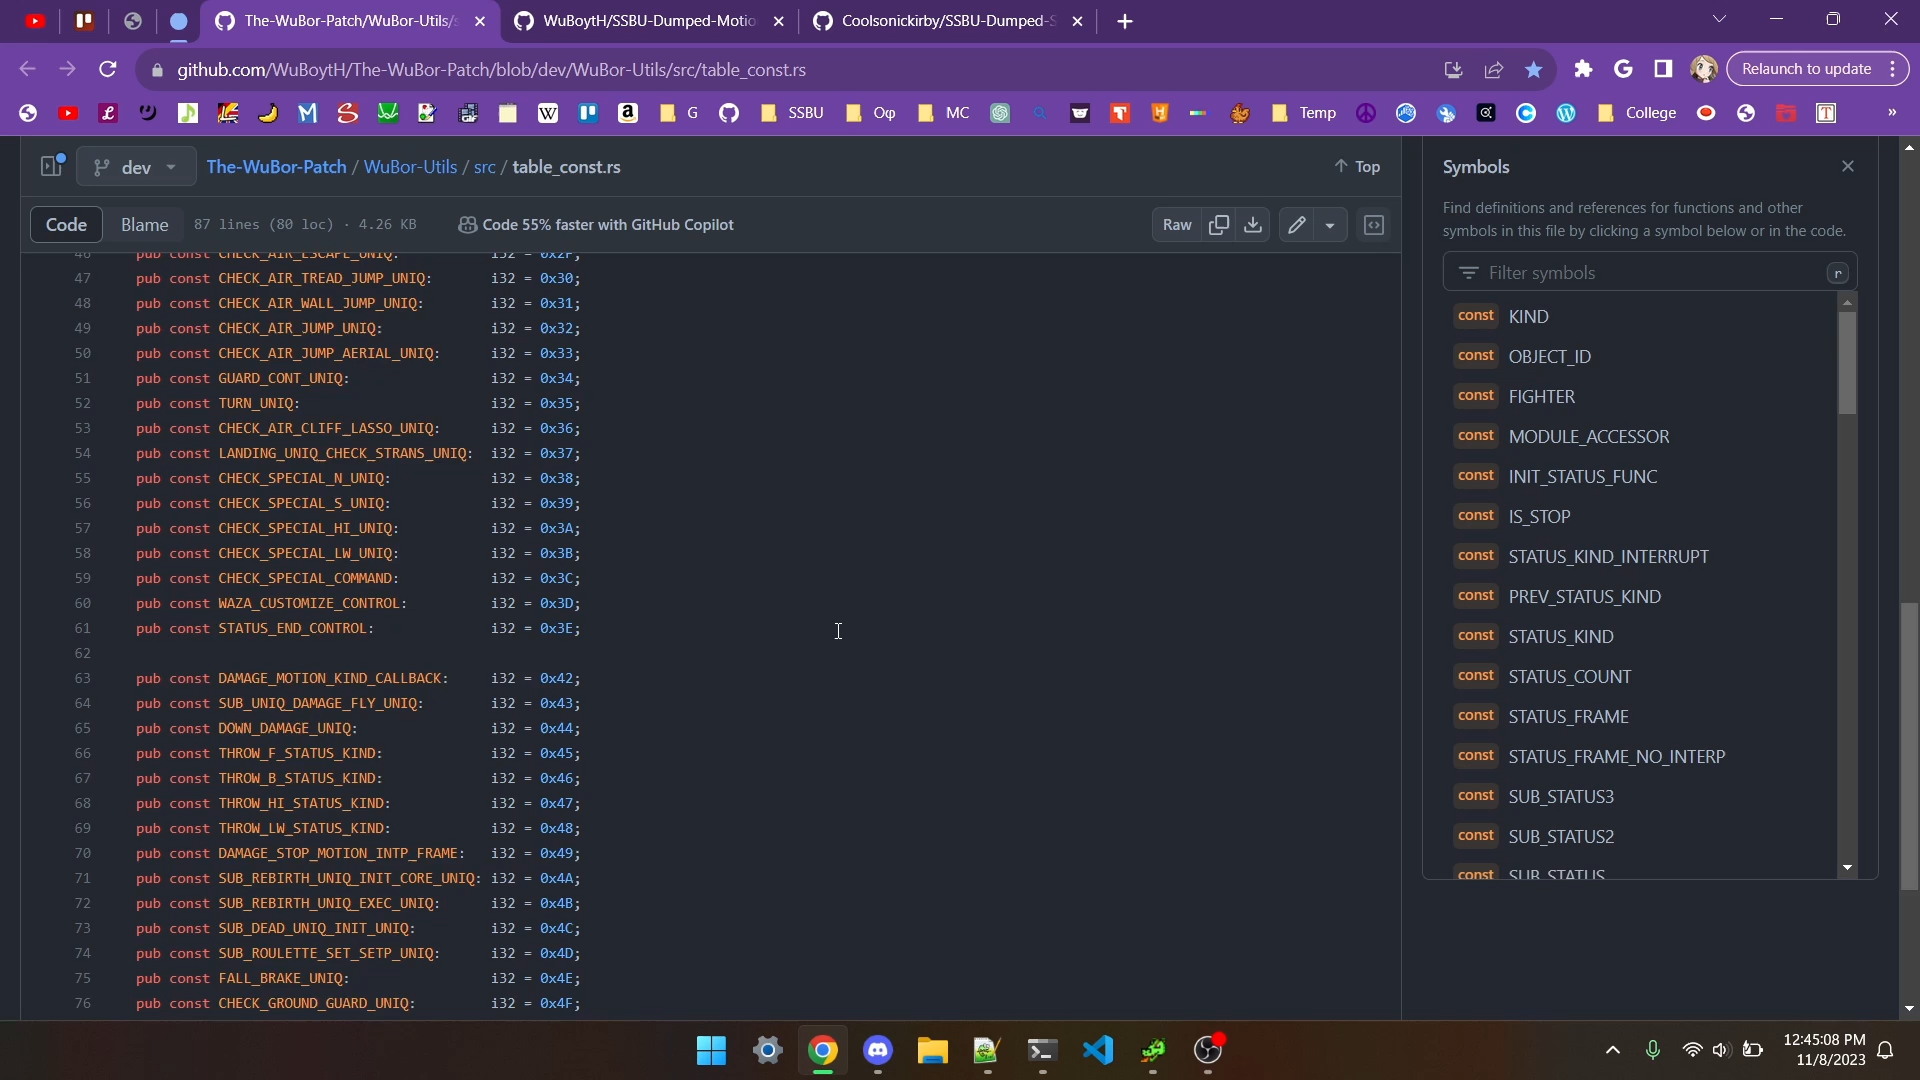 The-WuBor-Patch/WuBor-Utils/s
WuBoytH/SSBU-Dumped-Motio
Coolsonickirby/SSBU-Dumped-S
github.com/WuBoytH/The-WuBor-Patch/blob/dev/WuBor-Utils/src/table_const.rs
Relaunch to update
G
SSBU
Oφ
MC
Temp
College
»
dev
The-WuBor-Patch / WuBor-Utils / src / table_const.rs
Top
Code
Blame
87 lines (80 loc) · 4.26 KB
Code 55% faster with GitHub Copilot
Raw
46 pub const CHECK_AIR_ESCAPE_UNIQ: i32 = 0x2F;
47 pub const CHECK_AIR_TREAD_JUMP_UNIQ: i32 = 0x30;
48 pub const CHECK_AIR_WALL_JUMP_UNIQ: i32 = 0x31;
49 pub const CHECK_AIR_JUMP_UNIQ: i32 = 0x32;
50 pub const CHECK_AIR_JUMP_AERIAL_UNIQ: i32 = 0x33;
51 pub const GUARD_CONT_UNIQ: i32 = 0x34;
52 pub const TURN_UNIQ: i32 = 0x35;
53 pub const CHECK_AIR_CLIFF_LASSO_UNIQ: i32 = 0x36;
54 pub const LANDING_UNIQ_CHECK_STRANS_UNIQ: i32 = 0x37;
55 pub const CHECK_SPECIAL_N_UNIQ: i32 = 0x38;
56 pub const CHECK_SPECIAL_S_UNIQ: i32 = 0x39;
57 pub const CHECK_SPECIAL_HI_UNIQ: i32 = 0x3A;
58 pub const CHECK_SPECIAL_LW_UNIQ: i32 = 0x3B;
59 pub const CHECK_SPECIAL_COMMAND: i32 = 0x3C;
60 pub const WAZA_CUSTOMIZE_CONTROL: i32 = 0x3D;
61 pub const STATUS_END_CONTROL: i32 = 0x3E;
62
63 pub const DAMAGE_MOTION_KIND_CALLBACK: i32 = 0x42;
64 pub const SUB_UNIQ_DAMAGE_FLY_UNIQ: i32 = 0x43;
65 pub const DOWN_DAMAGE_UNIQ: i32 = 0x44;
66 pub const THROW_F_STATUS_KIND: i32 = 0x45;
67 pub const THROW_B_STATUS_KIND: i32 = 0x46;
68 pub const THROW_HI_STATUS_KIND: i32 = 0x47;
69 pub const THROW_LW_STATUS_KIND: i32 = 0x48;
70 pub const DAMAGE_STOP_MOTION_INTP_FRAME: i32 = 0x49;
71 pub const SUB_REBIRTH_UNIQ_INIT_CORE_UNIQ: i32 = 0x4A;
72 pub const SUB_REBIRTH_UNIQ_EXEC_UNIQ: i32 = 0x4B;
73 pub const SUB_DEAD_UNIQ_INIT_UNIQ: i32 = 0x4C;
74 pub const SUB_ROULETTE_SET_SETP_UNIQ: i32 = 0x4D;
75 pub const FALL_BRAKE_UNIQ: i32 = 0x4E;
76 pub const CHECK_GROUND_GUARD_UNIQ: i32 = 0x4F;
Symbols
Find definitions and references for functions and other
symbols in this file by clicking a symbol below or in the code.
Filter symbols
r
const KIND
const OBJECT_ID
const FIGHTER
const MODULE_ACCESSOR
const INIT_STATUS_FUNC
const IS_STOP
const STATUS_KIND_INTERRUPT
const PREV_STATUS_KIND
const STATUS_KIND
const STATUS_COUNT
const STATUS_FRAME
const STATUS_FRAME_NO_INTERP
const SUB_STATUS3
const SUB_STATUS2
const SUB_STATUS
12:45:08 PM
11/8/2023